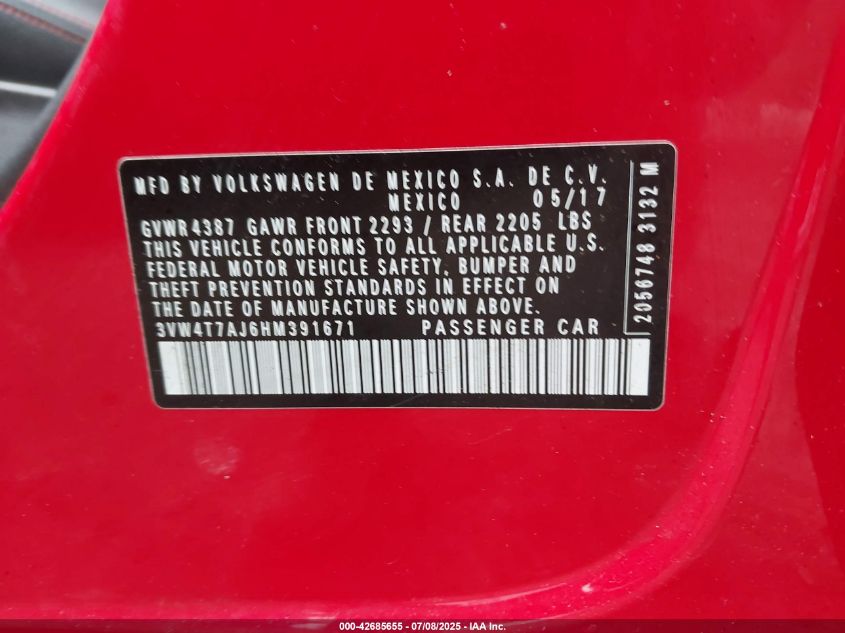 MFD BY VOLKSWAGEN DE MEXICO S.A. DE C.V.
MEXICO 05/17
GVWR 4387 GAWR FRONT 2293 / REAR 2205 LBS
THIS VEHICLE CONFORMS TO ALL APPLICABLE U.S.
FEDERAL MOTOR VEHICLE SAFETY, BUMPER AND
THEFT PREVENTION STANDARDS IN EFFECT ON
THE DATE OF MANUFACTURE SHOWN ABOVE.
3VW4T7AJ6HM391671 PASSENGER CAR
2056748 3132 M
000-42685655 - 07/08/2025 - IAA Inc.